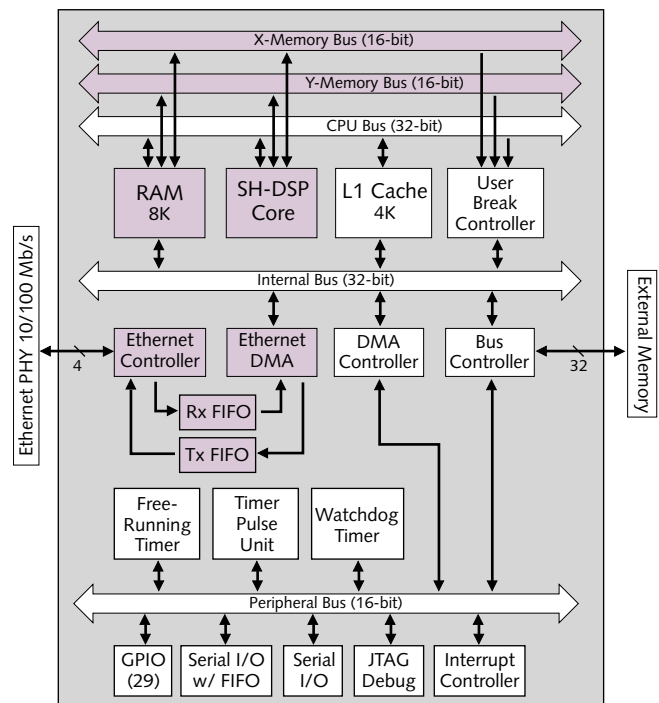 X-Memory Bus (16-bit)
Y-Memory Bus (16-bit)
CPU Bus (32-bit)
RAM
8K
SH-DSP
Core
L1 Cache
4K
User
Break
Controller
Internal Bus (32-bit)
Ethernet PHY 10/100 Mb/s
4
Ethernet
Controller
Ethernet
DMA
DMA
Controller
Bus
Controller
32
External Memory
Rx FIFO
Tx FIFO
Free-
Running
Timer
Timer
Pulse
Unit
Watchdog
Timer
Peripheral Bus (16-bit)
GPIO
(29)
Serial I/O
w/ FIFO
Serial
I/O
JTAG
Debug
Interrupt
Controller